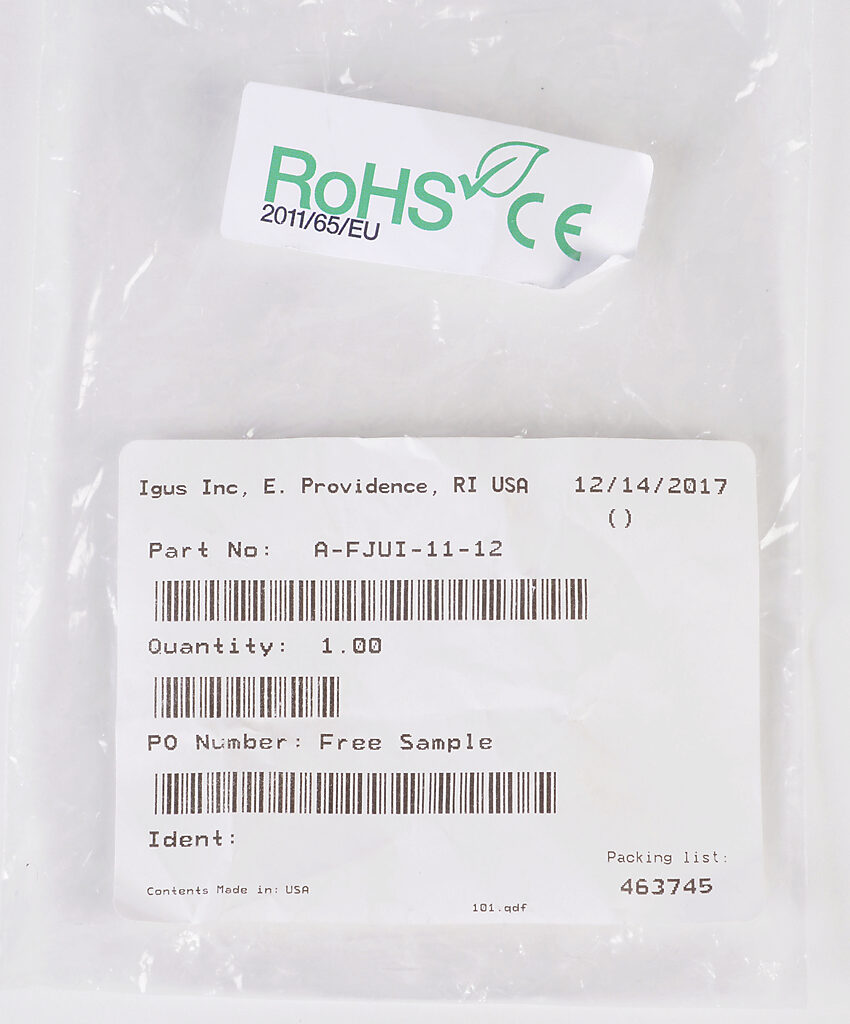 RoHS CE
2011/65/EU
Igus Inc, E. Providence, RI USA 12/14/2017
()
Part No: A-FJUI-11-12
Quantity: 1.00
PO Number: Free Sample
Ident:
Packing list:
463745
Contents Made in: USA
101.qdf